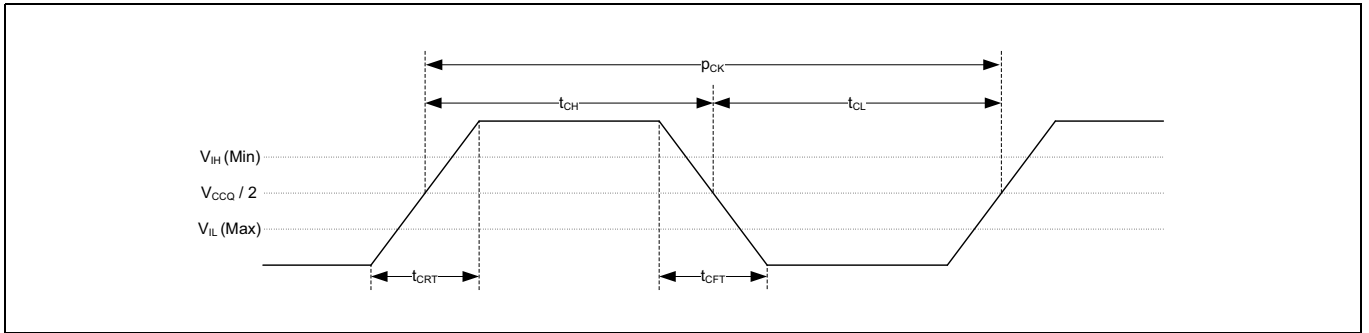 pCK
tCH
tCL
VIH (Min)
VCCQ / 2
VIL (Max)
tCRT
tCFT